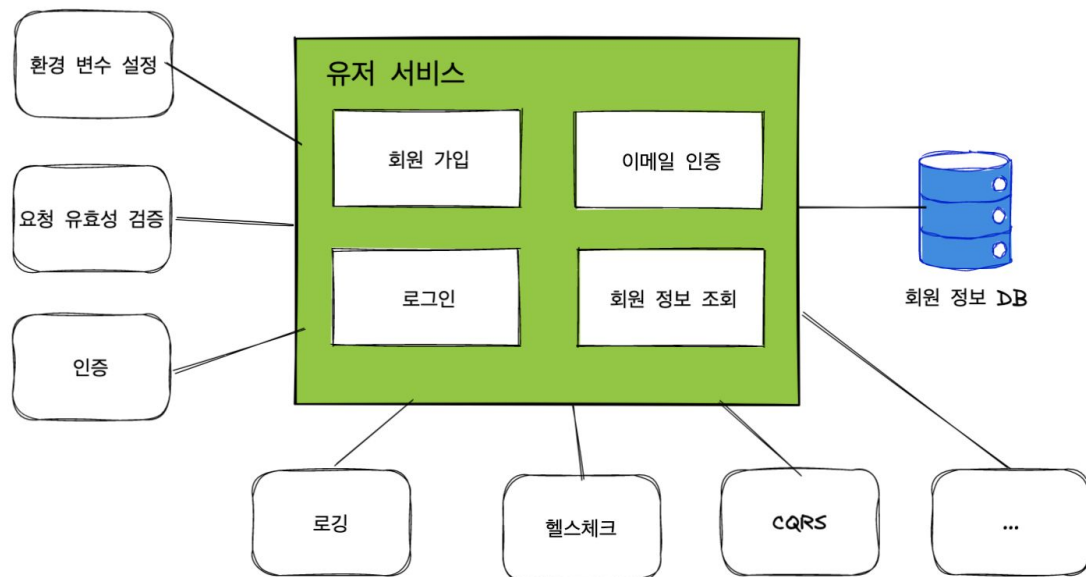 환경 변수 설정
유저 서비스
회원 가입
이메일 인증
요청 유효성 검증
로그인
회원 정보 조회
회원 정보 DB
인증
로깅
헬스체크
CQRS
...